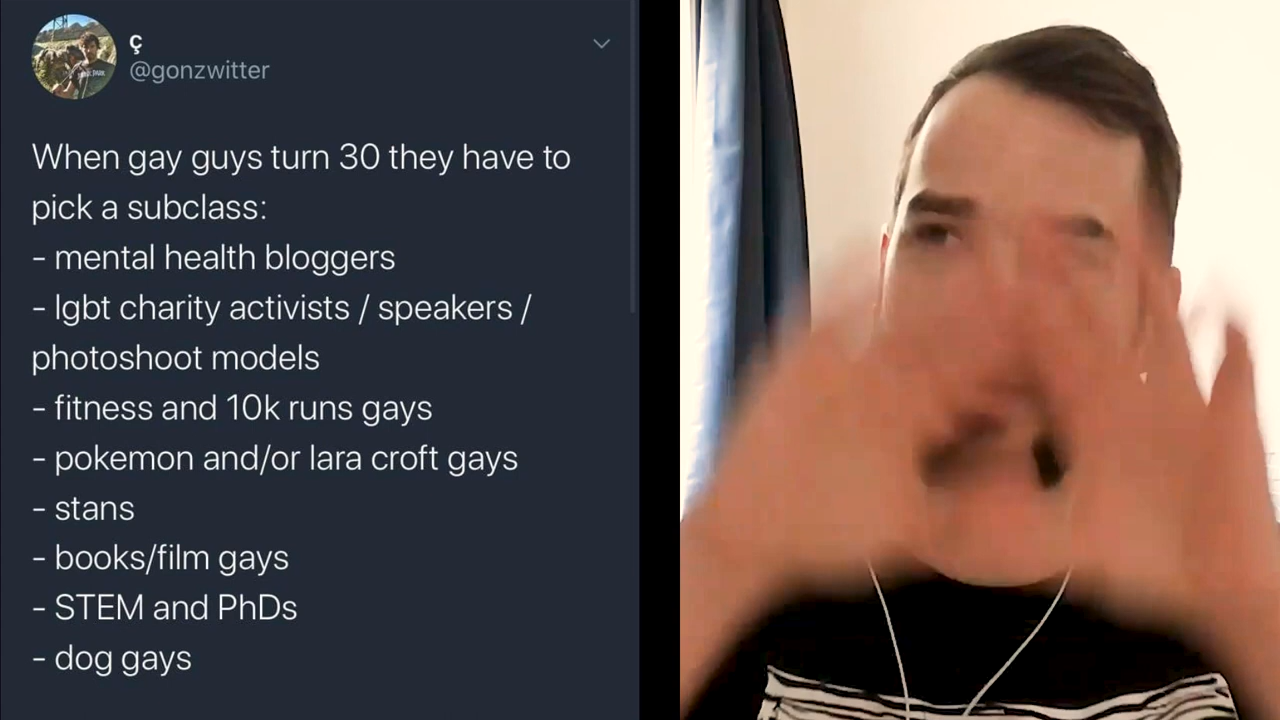 ç
@gonzwitter
When gay guys turn 30 they have to
pick a subclass:
- mental health bloggers
- lgbt charity activists / speakers /
photoshoot models
- fitness and 10k runs gays
- pokemon and/or lara croft gays
- stans
- books/film gays
- STEM and PhDs
- dog gays